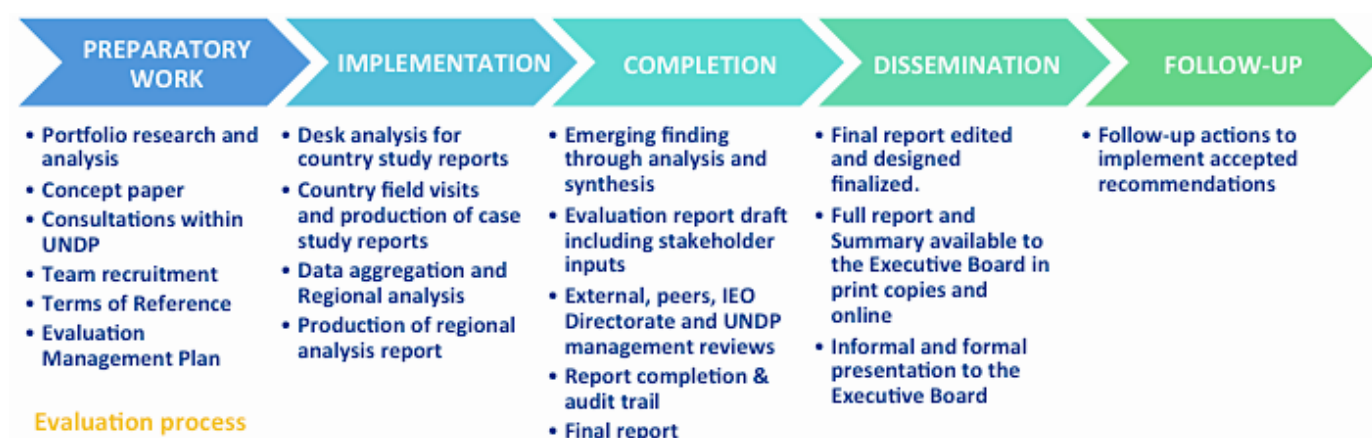 PREPARATORY
WORK
IMPLEMENTATION
COMPLETION
DISSEMINATION
FOLLOW-UP
• Portfolio research and
analysis
• Concept paper
• Consultations within
UNDP
• Team recruitment
• Terms of Reference
• Evaluation
Management Plan
• Desk analysis for
country study reports
• Country field visits
and production of case
study reports
• Data aggregation and
Regional analysis
• Production of regional
analysis report
• Emerging finding
through analysis and
synthesis
• Evaluation report draft
including stakeholder
inputs
• External, peers, IEO
Directorate and UNDP
management reviews
• Report completion &
audit trail
• Final report
• Final report edited
and designed
finalized.
• Full report and
Summary available to
the Executive Board in
print copies and
online
• Informal and formal
presentation to the
Executive Board
• Follow-up actions to
implement accepted
recommendations
Evaluation process